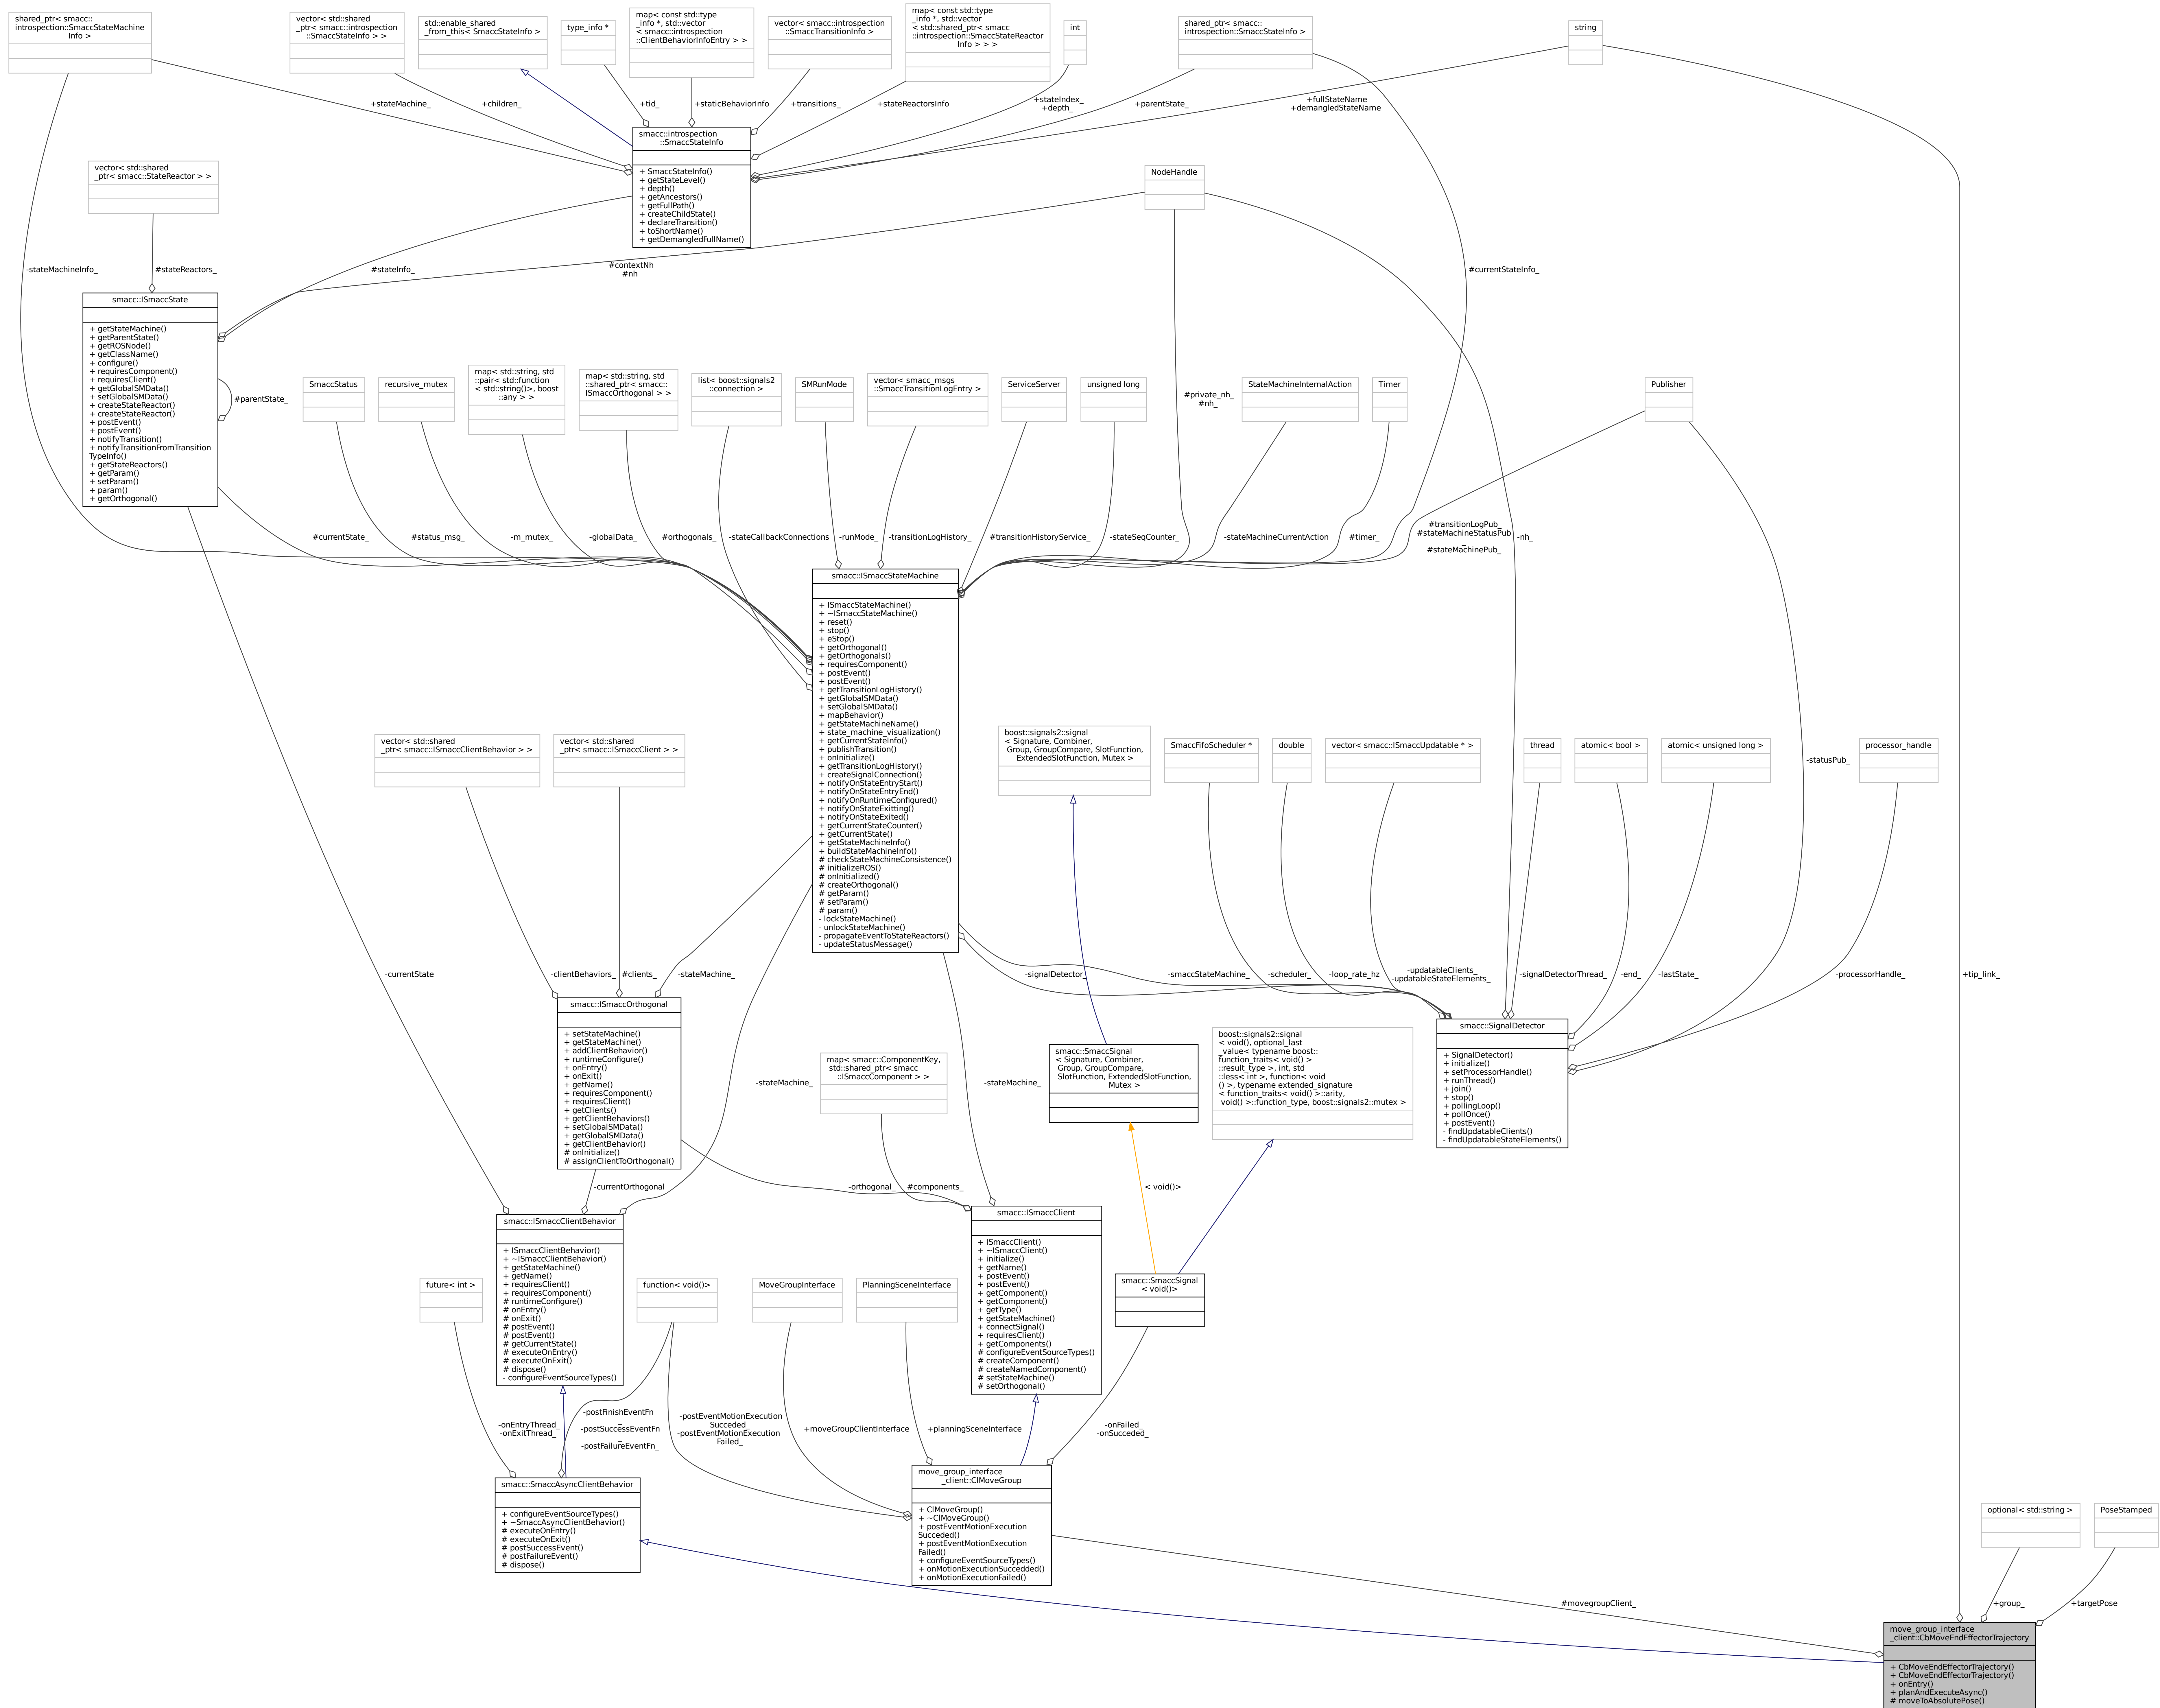 shared_ptr< smacc::
introspection::SmaccStateMachine
Info >
vector< std::shared
_ptr< smacc::introspection
::SmaccStateInfo > >
std::enable_shared
_from_this< SmaccStateInfo >
type_info *
map< const std::type
_info *, std::vector
< smacc::introspection
::ClientBehaviorInfoEntry > >
vector< smacc::introspection
::SmaccTransitionInfo >
map< const std::type
_info *, std::vector
< std::shared_ptr< smacc
::introspection::SmaccStateReactor
Info > > >
int
shared_ptr< smacc::
introspection::SmaccStateInfo >
string
+stateMachine_
+children_
+tid_
+staticBehaviorInfo
+transitions_
+stateReactorsInfo
+stateIndex_
+depth_
+parentState_
+fullStateName
+demangledStateName
smacc::introspection
::SmaccStateInfo
+ SmaccStateInfo()
+ getStateLevel()
+ depth()
+ getAncestors()
+ getFullPath()
+ createChildState()
+ declareTransition()
+ toShortName()
+ getDemangledFullName()
vector< std::shared
_ptr< smacc::StateReactor > >
NodeHandle
-stateMachineInfo_
#stateReactors_
#stateInfo_
#contextNh
#nh
#currentStateInfo_
smacc::ISmaccState
+ getStateMachine()
+ getParentState()
+ getROSNode()
+ getClassName()
+ configure()
+ requiresComponent()
+ requiresClient()
+ getGlobalSMData()
+ setGlobalSMData()
+ createStateReactor()
+ createStateReactor()
+ postEvent()
+ postEvent()
+ notifyTransition()
+ notifyTransitionFromTransition
TypeInfo()
+ getStateReactors()
+ getParam()
+ setParam()
+ param()
+ getOrthogonal()
#parentState_
SmaccStatus
recursive_mutex
map< std::string, std
::pair< std::function
< std::string()>, boost
::any > >
map< std::string, std
::shared_ptr< smacc::
ISmaccOrthogonal > >
list< boost::signals2
::connection >
SMRunMode
vector< smacc_msgs
::SmaccTransitionLogEntry >
ServiceServer
unsigned long
#private_nh_
#nh_
StateMachineInternalAction
Timer
Publisher
#currentState_
#status_msg_
-m_mutex_
-globalData_
#orthogonals_
-stateCallbackConnections
-runMode_
-transitionLogHistory_
#transitionHistoryService_
-stateSeqCounter_
-stateMachineCurrentAction
#timer_
#transitionLogPub_
#stateMachineStatusPub
_
#stateMachinePub_
-nh_
smacc::ISmaccStateMachine
+ ISmaccStateMachine()
+ ~ISmaccStateMachine()
+ reset()
+ stop()
+ eStop()
+ getOrthogonal()
+ getOrthogonals()
+ requiresComponent()
+ postEvent()
+ postEvent()
+ getTransitionLogHistory()
+ getGlobalSMData()
+ setGlobalSMData()
+ mapBehavior()
+ getStateMachineName()
+ state_machine_visualization()
+ getCurrentStateInfo()
+ publishTransition()
+ onInitialize()
+ getTransitionLogHistory()
+ createSignalConnection()
+ notifyOnStateEntryStart()
+ notifyOnStateEntryEnd()
+ notifyOnRuntimeConfigured()
+ notifyOnStateExitting()
+ notifyOnStateExited()
+ getCurrentStateCounter()
+ getCurrentState()
+ getStateMachineInfo()
+ buildStateMachineInfo()
# checkStateMachineConsistence()
# initializeROS()
# onInitialized()
# createOrthogonal()
# getParam()
# setParam()
# param()
- lockStateMachine()
- unlockStateMachine()
- propagateEventToStateReactors()
- updateStatusMessage()
vector< std::shared
_ptr< smacc::ISmaccClientBehavior > >
vector< std::shared
_ptr< smacc::ISmaccClient > >
boost::signals2::signal
< Signature, Combiner,
Group, GroupCompare, SlotFunction,
ExtendedSlotFunction, Mutex >
SmaccFifoScheduler *
double
vector< smacc::ISmaccUpdatable * >
thread
atomic< bool >
atomic< unsigned long >
-statusPub_
processor_handle
-currentState
-clientBehaviors_
#clients_
-stateMachine_
-signalDetector_
-smaccStateMachine_
-scheduler_
-loop_rate_hz
-updatableClients_
-updatableStateElements_
-signalDetectorThread_
-end_
-lastState_
-processorHandle_
+tip_link_
smacc::ISmaccOrthogonal
+ setStateMachine()
+ getStateMachine()
+ addClientBehavior()
+ runtimeConfigure()
+ onEntry()
+ onExit()
+ getName()
+ requiresComponent()
+ requiresClient()
+ getClients()
+ getClientBehaviors()
+ setGlobalSMData()
+ getGlobalSMData()
+ getClientBehavior()
# onInitialize()
# assignClientToOrthogonal()
smacc::SignalDetector
+ SignalDetector()
+ initialize()
+ setProcessorHandle()
+ runThread()
+ join()
+ stop()
+ pollingLoop()
+ pollOnce()
+ postEvent()
- findUpdatableClients()
- findUpdatableStateElements()
map< smacc::ComponentKey,
std::shared_ptr< smacc
::ISmaccComponent > >
-stateMachine_
-stateMachine_
smacc::SmaccSignal
< Signature, Combiner,
Group, GroupCompare,
SlotFunction, ExtendedSlotFunction,
Mutex >
boost::signals2::signal
< void(), optional_last
_value< typename boost::
function_traits< void() >
::result_type >, int, std
::less< int >, function< void
() >, typename extended_signature
< function_traits< void() >::arity,
void() >::function_type, boost::signals2::mutex >
-currentOrthogonal
-orthogonal_
#components_
< void()>
smacc::ISmaccClientBehavior
+ ISmaccClientBehavior()
+ ~ISmaccClientBehavior()
+ getStateMachine()
+ getName()
+ requiresClient()
+ requiresComponent()
# runtimeConfigure()
# onEntry()
# onExit()
# postEvent()
# postEvent()
# getCurrentState()
# executeOnEntry()
# executeOnExit()
# dispose()
- configureEventSourceTypes()
smacc::ISmaccClient
+ ISmaccClient()
+ ~ISmaccClient()
+ initialize()
+ getName()
+ postEvent()
+ postEvent()
+ getComponent()
+ getComponent()
+ getType()
+ getStateMachine()
+ connectSignal()
+ requiresClient()
+ getComponents()
# configureEventSourceTypes()
# createComponent()
# createNamedComponent()
# setStateMachine()
# setOrthogonal()
future< int >
function< void()>
MoveGroupInterface
PlanningSceneInterface
smacc::SmaccSignal
< void()>
-onEntryThread_
-onExitThread_
-postFinishEventFn
_
-postSuccessEventFn
_
-postFailureEventFn_
-postEventMotionExecution
Succeded_
-postEventMotionExecution
Failed_
+moveGroupClientInterface
+planningSceneInterface
-onFailed_
-onSucceded_
smacc::SmaccAsyncClientBehavior
+ configureEventSourceTypes()
+ ~SmaccAsyncClientBehavior()
# executeOnEntry()
# executeOnExit()
# postSuccessEvent()
# postFailureEvent()
# dispose()
move_group_interface
_client::ClMoveGroup
+ ClMoveGroup()
+ ~ClMoveGroup()
+ postEventMotionExecution
Succeded()
+ postEventMotionExecution
Failed()
+ configureEventSourceTypes()
+ onMotionExecutionSuccedded()
+ onMotionExecutionFailed()
optional< std::string >
PoseStamped
#movegroupClient_
+group_
+targetPose
move_group_interface
_client::CbMoveEndEffectorTrajectory
+ CbMoveEndEffectorTrajectory()
+ CbMoveEndEffectorTrajectory()
+ onEntry()
+ planAndExecuteAsync()
# moveToAbsolutePose()